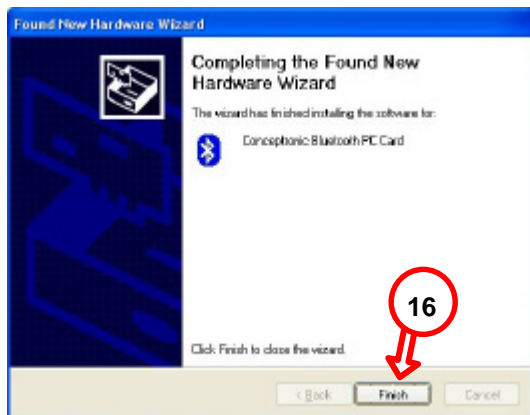 Found New Hardware Wizard
Completing the Found New
Hardware Wizard
The wizard has finished installing the software for:
Conceptronic Bluetooth PC Card
16
Click Finish to close the wizard.
< Back
Finish
Cancel